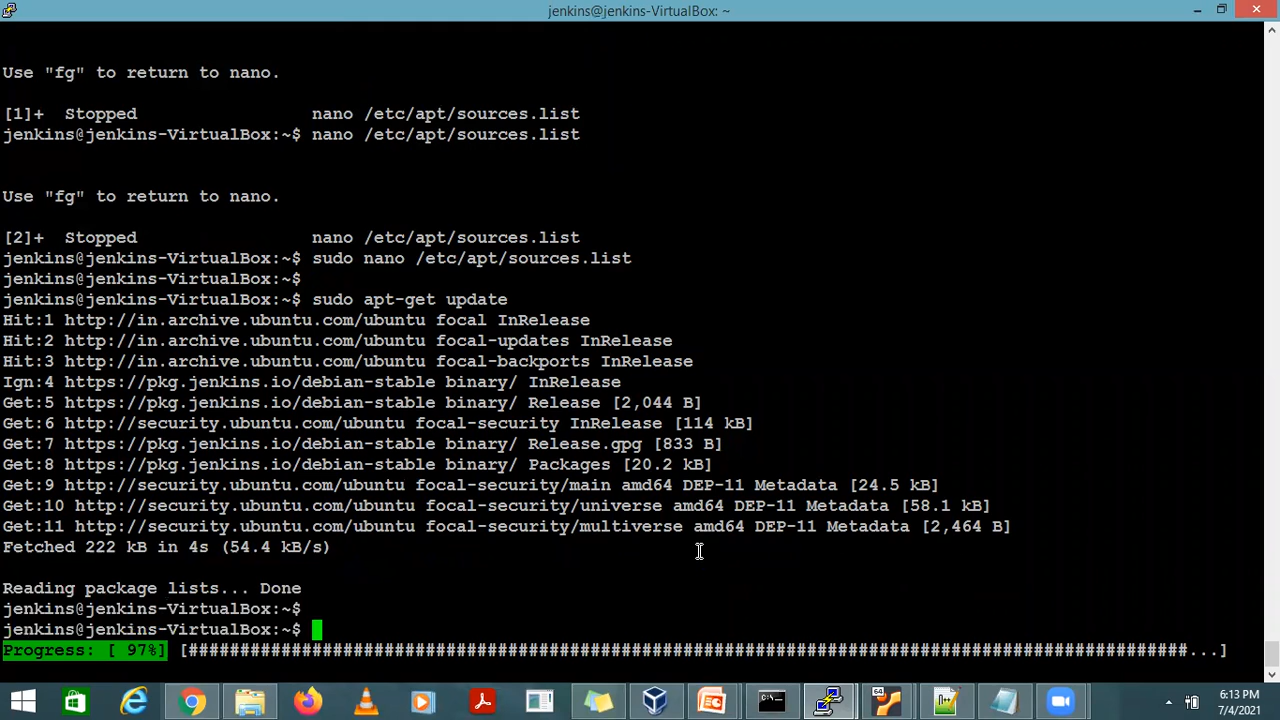 jenkins@jenkins-VirtualBox: ~
Use "fg" to return to nano.
[1]+  Stopped                 nano /etc/apt/sources.list
jenkins@jenkins-VirtualBox:~$ nano /etc/apt/sources.list
Use "fg" to return to nano.
[2]+  Stopped                 nano /etc/apt/sources.list
jenkins@jenkins-VirtualBox:~$ sudo nano /etc/apt/sources.list
jenkins@jenkins-VirtualBox:~$
jenkins@jenkins-VirtualBox:~$ sudo apt-get update
Hit:1 http://in.archive.ubuntu.com/ubuntu focal InRelease
Hit:2 http://in.archive.ubuntu.com/ubuntu focal-updates InRelease
Hit:3 http://in.archive.ubuntu.com/ubuntu focal-backports InRelease
Ign:4 https://pkg.jenkins.io/debian-stable binary/ InRelease
Get:5 https://pkg.jenkins.io/debian-stable binary/ Release [2,044 B]
Get:6 http://security.ubuntu.com/ubuntu focal-security InRelease [114 kB]
Get:7 https://pkg.jenkins.io/debian-stable binary/ Release.gpg [833 B]
Get:8 https://pkg.jenkins.io/debian-stable binary/ Packages [20.2 kB]
Get:9 http://security.ubuntu.com/ubuntu focal-security/main amd64 DEP-11 Metadata [24.5 kB]
Get:10 http://security.ubuntu.com/ubuntu focal-security/universe amd64 DEP-11 Metadata [58.1 kB]
Get:11 http://security.ubuntu.com/ubuntu focal-security/multiverse amd64 DEP-11 Metadata [2,464 B]
Fetched 222 kB in 4s (54.4 kB/s)
Reading package lists... Done
jenkins@jenkins-VirtualBox:~$
jenkins@jenkins-VirtualBox:~$
Progress: [ 97%] [#################################################################################################...]
64
6:13 PM
7/4/2021